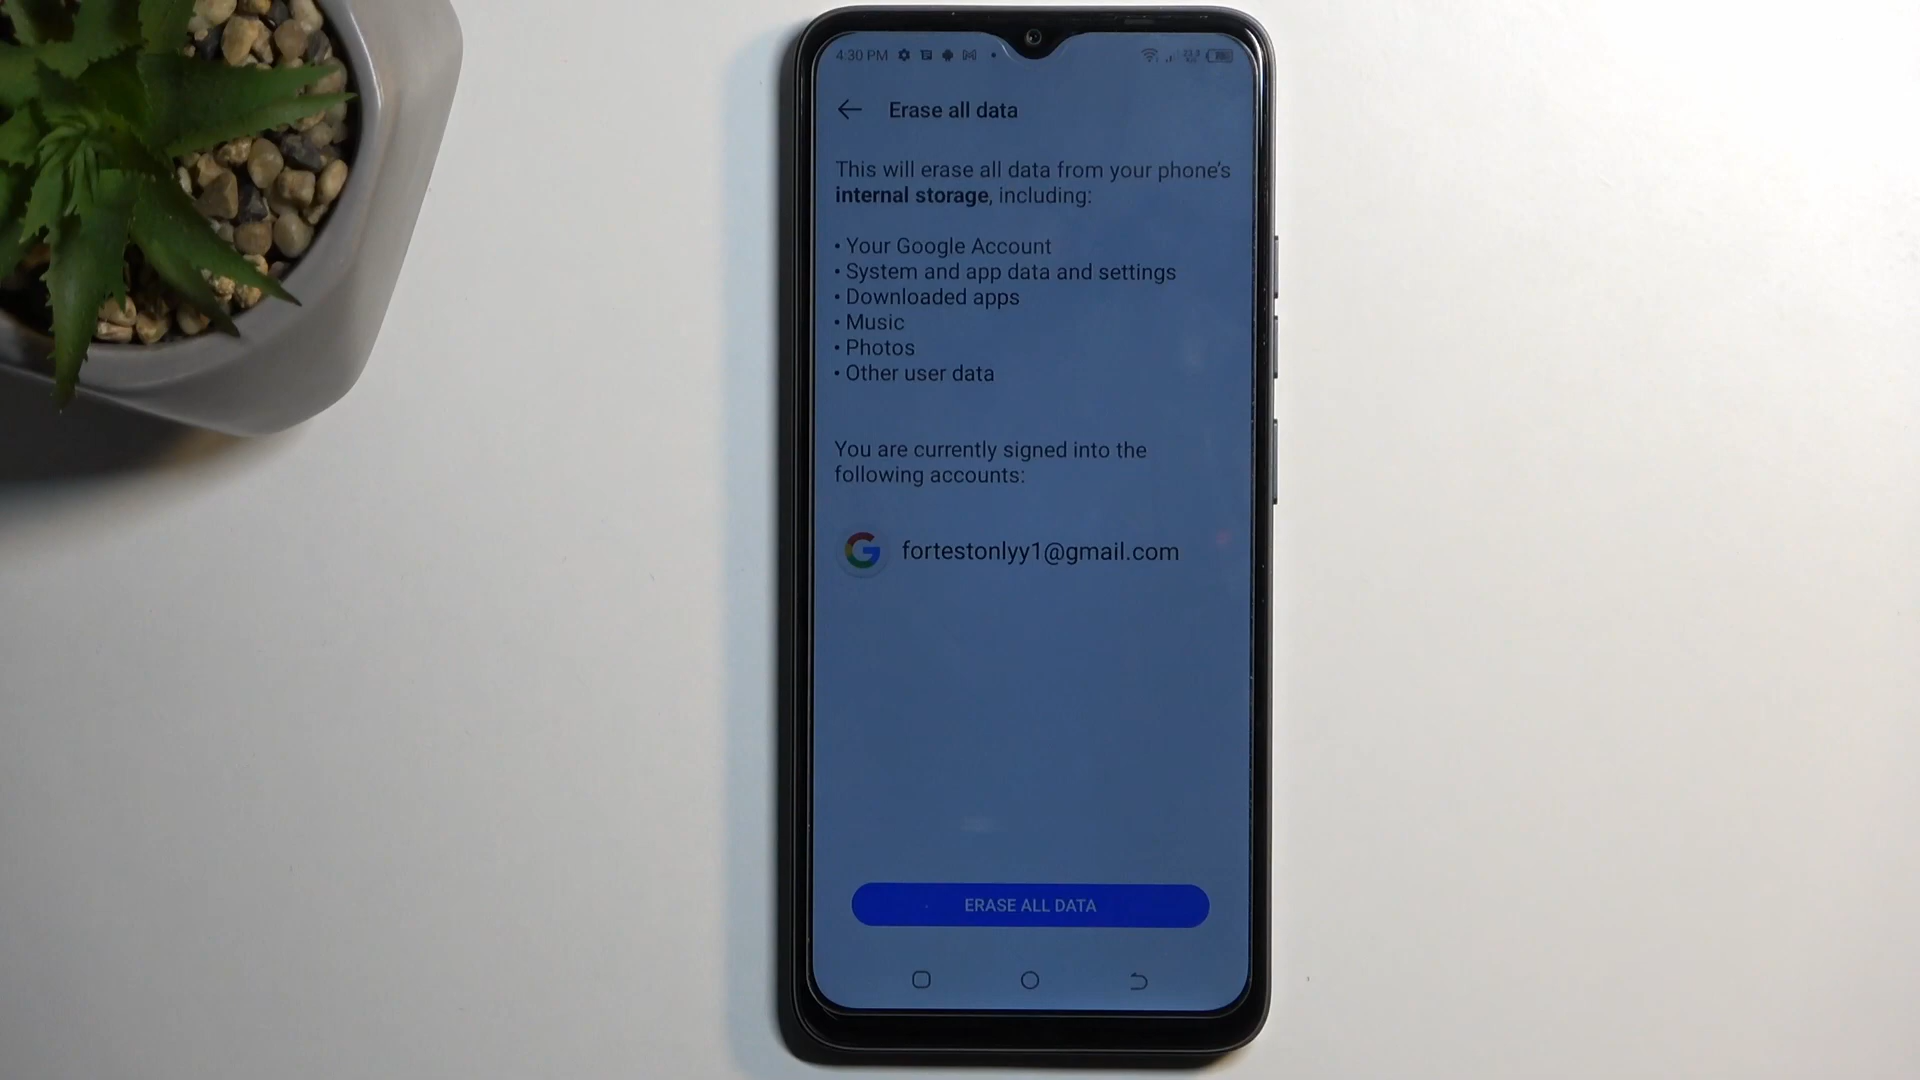 4:30 PM
Erase all data
This will erase all data from your phone's
internal storage, including:
• Your Google Account
• System and app data and settings
• Downloaded apps
• Music
• Photos
• Other user data
You are currently signed into the
following accounts:
fortestonlyy1@gmail.com
ERASE ALL DATA